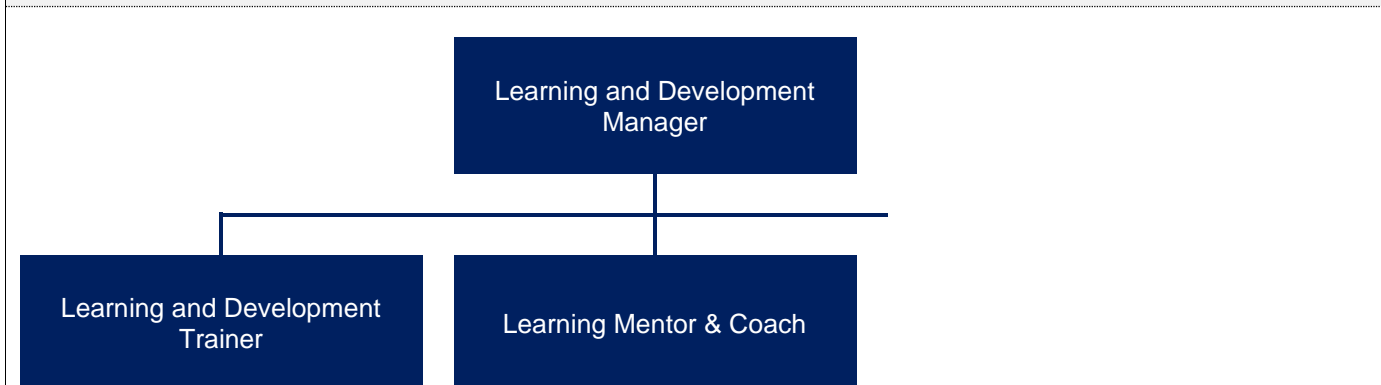 Learning and Development
Manager
Learning and Development
Trainer
Learning Mentor & Coach